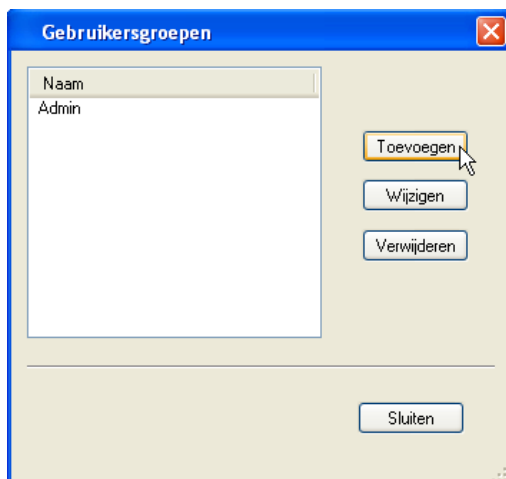 Gebruikersgroepen
Naam
Admin
Toevoegen
Wijzigen
Verwijderen
Sluiten